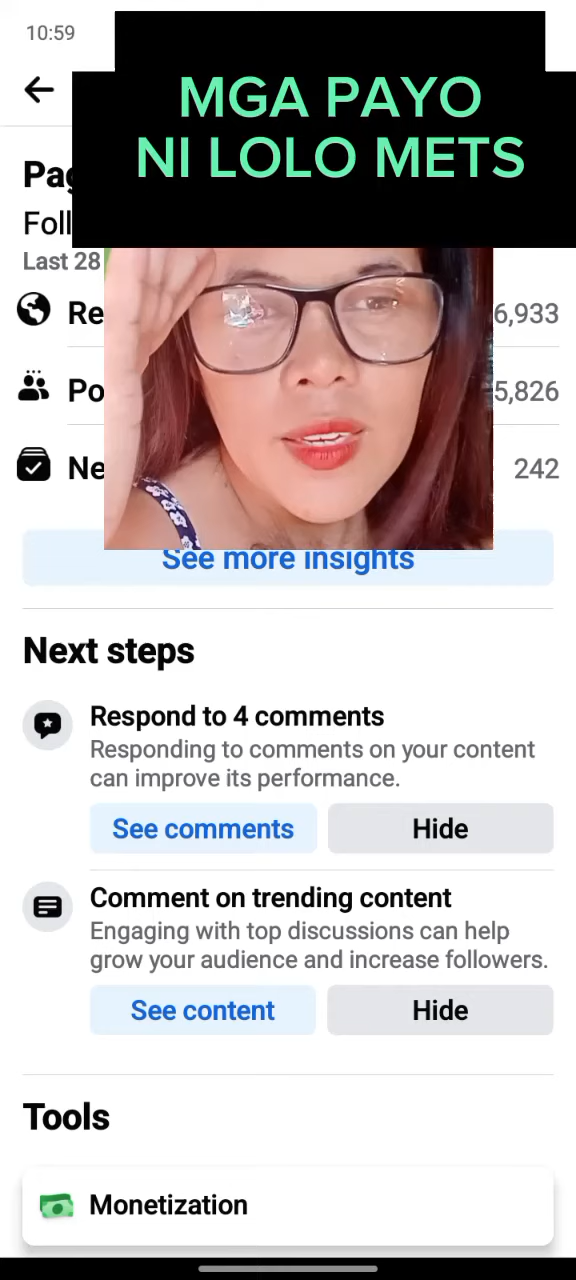 10:59
MGA PAYO
NI LOLO METS
Last 28
6,933
5,826
242
See more insights
Next steps
Respond to 4 comments
Responding to comments on your content
can improve its performance.
See comments
Hide
Comment on trending content
Engaging with top discussions can help
grow your audience and increase followers.
See content
Hide
Tools
Monetization